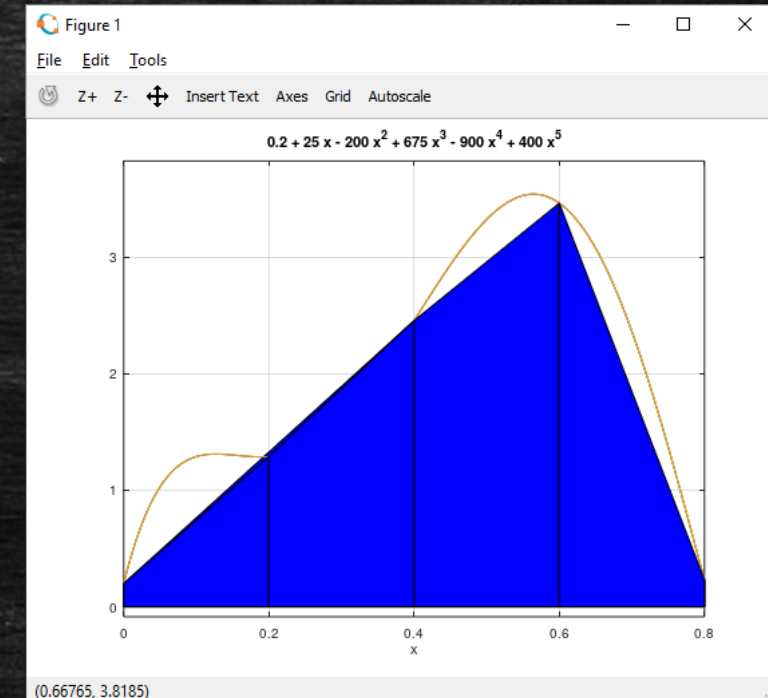 Figure 1
File Edit Tools
Z+ Z- Insert Text Axes Grid Autoscale
0.2 + 25 x - 200 x² + 675 x³ - 900 x⁴ + 400 x⁵
3
2
1
0
0 0.2 0.4 0.6 0.8
x
(0.66765, 3.8185)